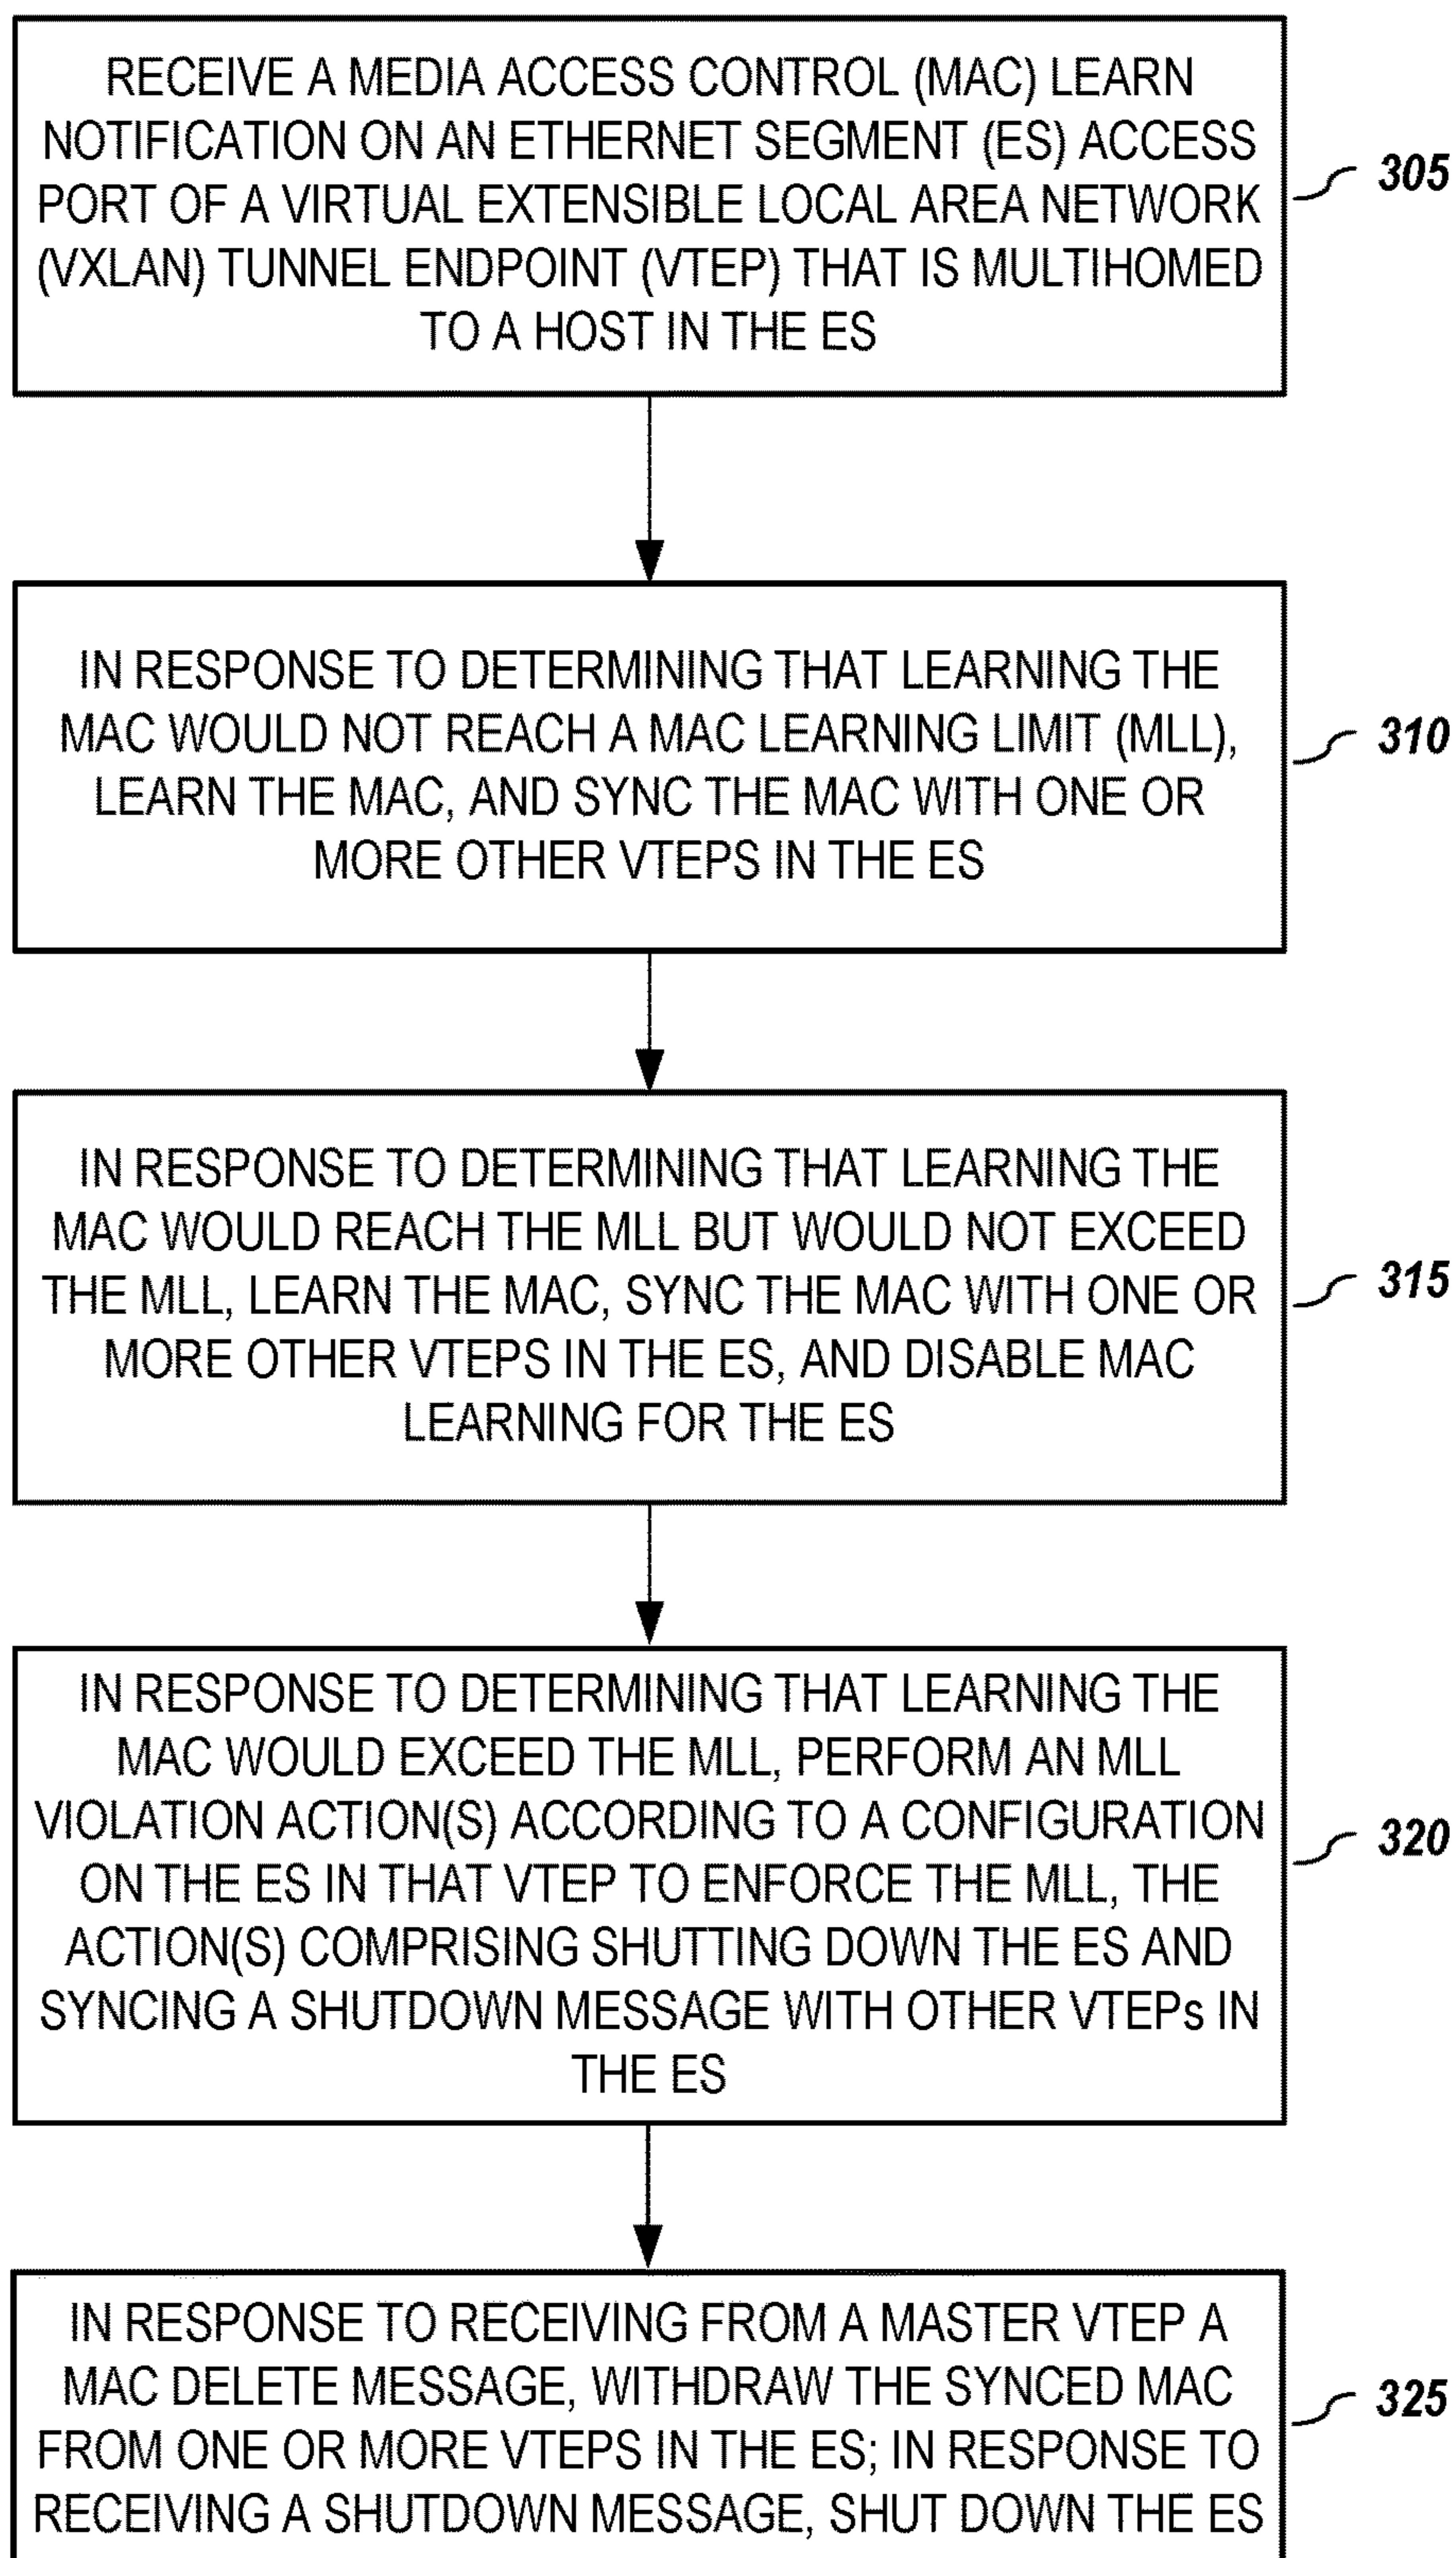 RECEIVE A MEDIA ACCESS CONTROL (MAC) LEARN
NOTIFICATION ON AN ETHERNET SEGMENT (ES) ACCESS
PORT OF A VIRTUAL EXTENSIBLE LOCAL AREA NETWORK
(VXLAN) TUNNEL ENDPOINT (VTEP) THAT IS MULTIHOMED
TO A HOST IN THE ES
305
IN RESPONSE TO DETERMINING THAT LEARNING THE
MAC WOULD NOT REACH A MAC LEARNING LIMIT (MLL),
LEARN THE MAC, AND SYNC THE MAC WITH ONE OR
MORE OTHER VTEPS IN THE ES
310
IN RESPONSE TO DETERMINING THAT LEARNING THE
MAC WOULD REACH THE MLL BUT WOULD NOT EXCEED
THE MLL, LEARN THE MAC, SYNC THE MAC WITH ONE OR
MORE OTHER VTEPS IN THE ES, AND DISABLE MAC
LEARNING FOR THE ES
315
IN RESPONSE TO DETERMINING THAT LEARNING THE
MAC WOULD EXCEED THE MLL, PERFORM AN MLL
VIOLATION ACTION(S) ACCORDING TO A CONFIGURATION
ON THE ES IN THAT VTEP TO ENFORCE THE MLL, THE
ACTION(S) COMPRISING SHUTTING DOWN THE ES AND
SYNCING A SHUTDOWN MESSAGE WITH OTHER VTEPs IN
THE ES
320
IN RESPONSE TO RECEIVING FROM A MASTER VTEP A
MAC DELETE MESSAGE, WITHDRAW THE SYNCED MAC
FROM ONE OR MORE VTEPS IN THE ES; IN RESPONSE TO
RECEIVING A SHUTDOWN MESSAGE, SHUT DOWN THE ES
325